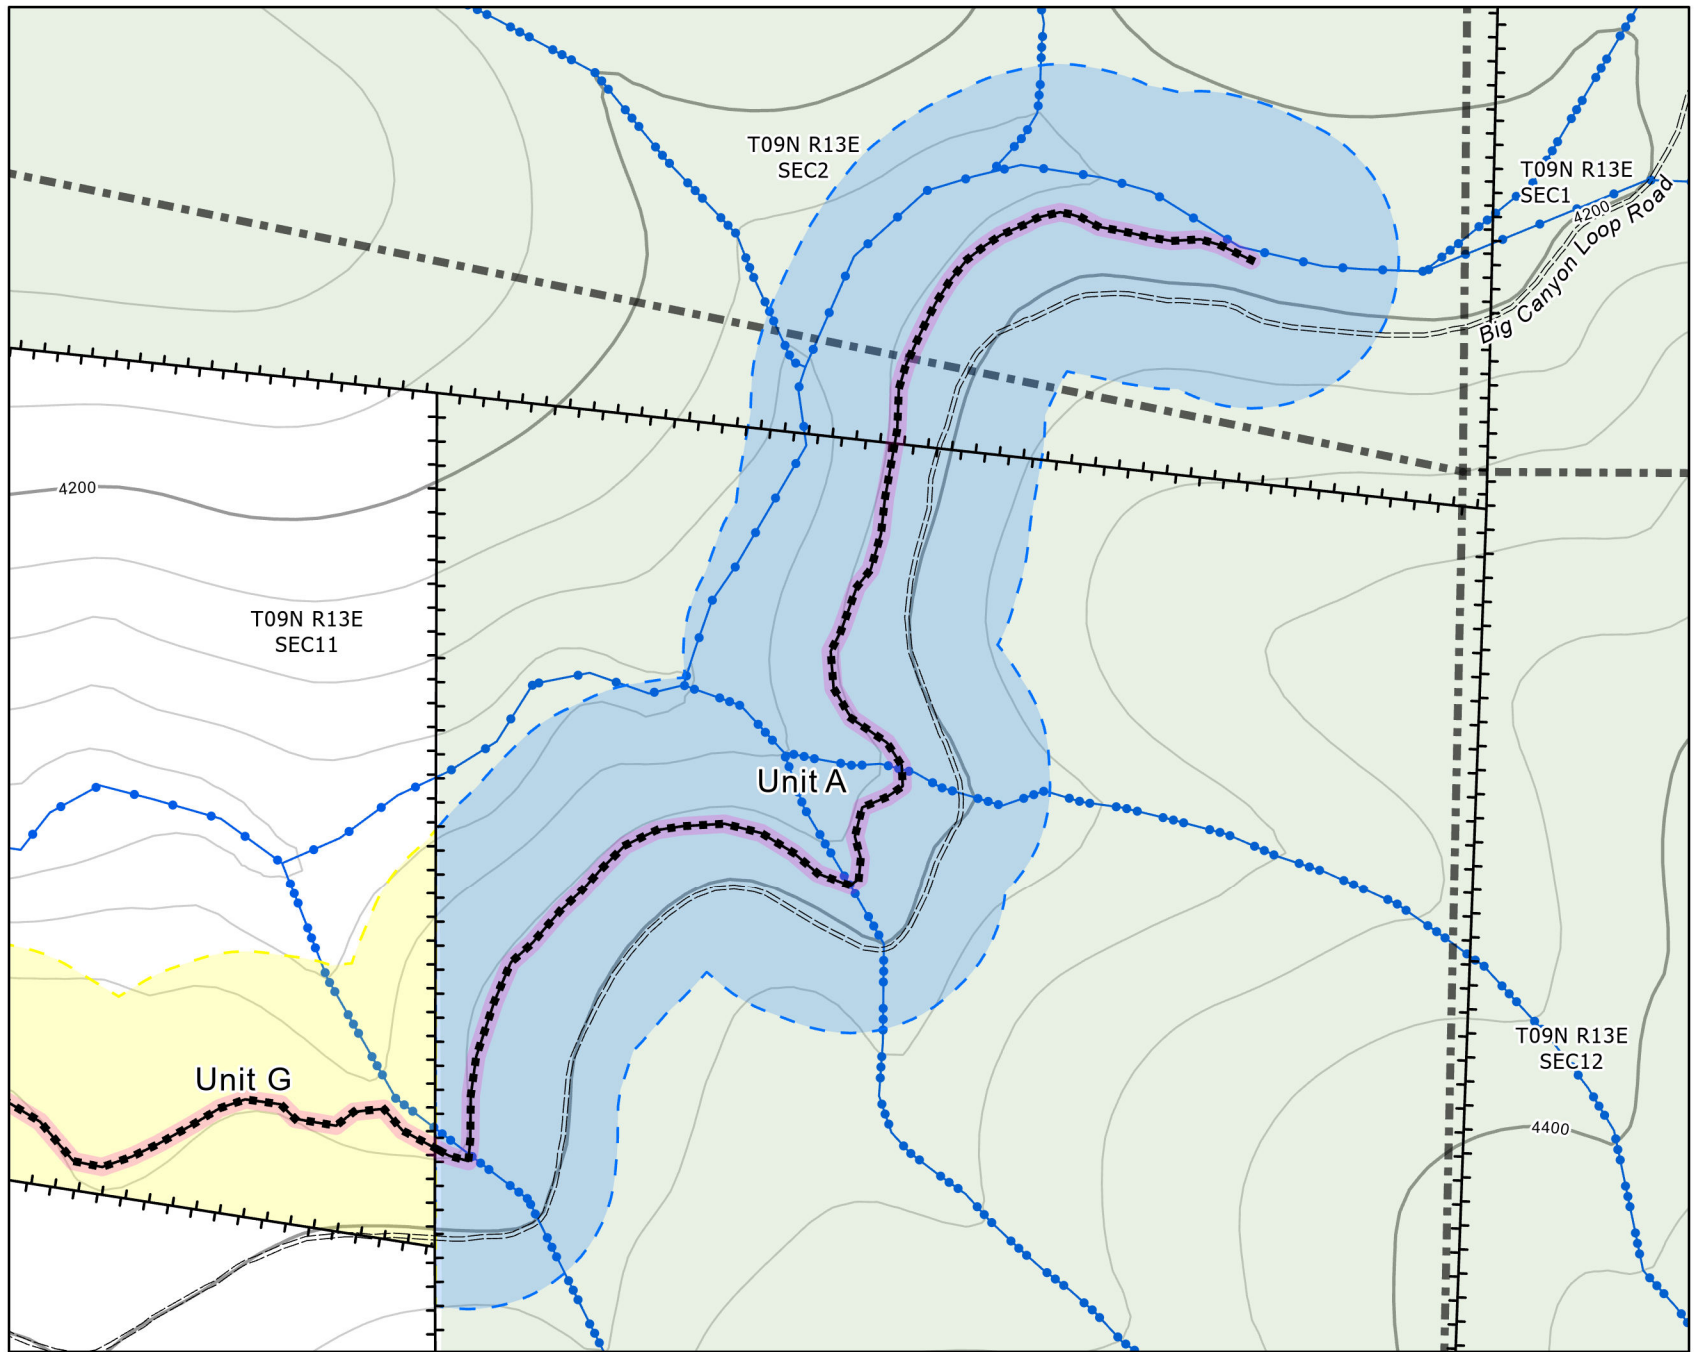 T09N R13E
SEC2
T09N R13E
SEC1
4200
Big Canyon Loop Road
4200
T09N R13E
SEC11
Unit A
T09N R13E
SEC12
Unit G
4400